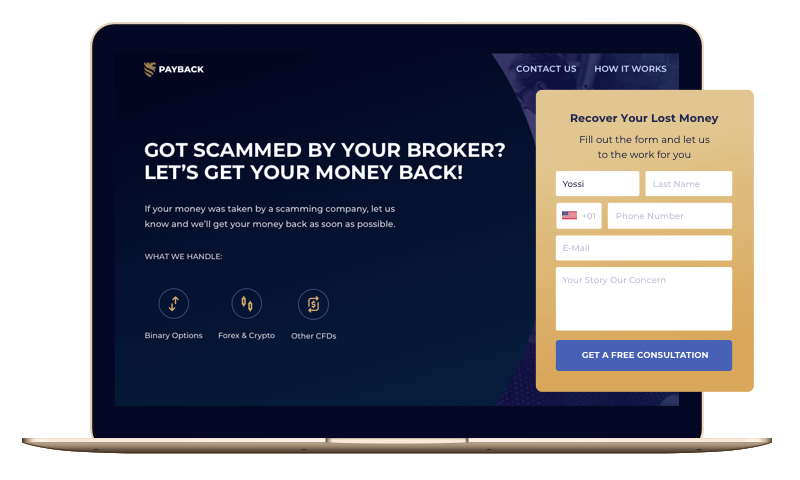 PAYBACK
CONTACT US
HOW IT WORKS
GOT SCAMMED BY YOUR BROKER?
LET’S GET YOUR MONEY BACK!
If your money was taken by a scamming company, let us
know and we’ll get your money back as soon as possible.
WHAT WE HANDLE:
Binary Options
Forex & Crypto
Other CFDs
Recover Your Lost Money
Fill out the form and let us
to the work for you
Yossi
Last Name
+01
Phone Number
E-Mail
Your Story Our Concern
GET A FREE CONSULTATION